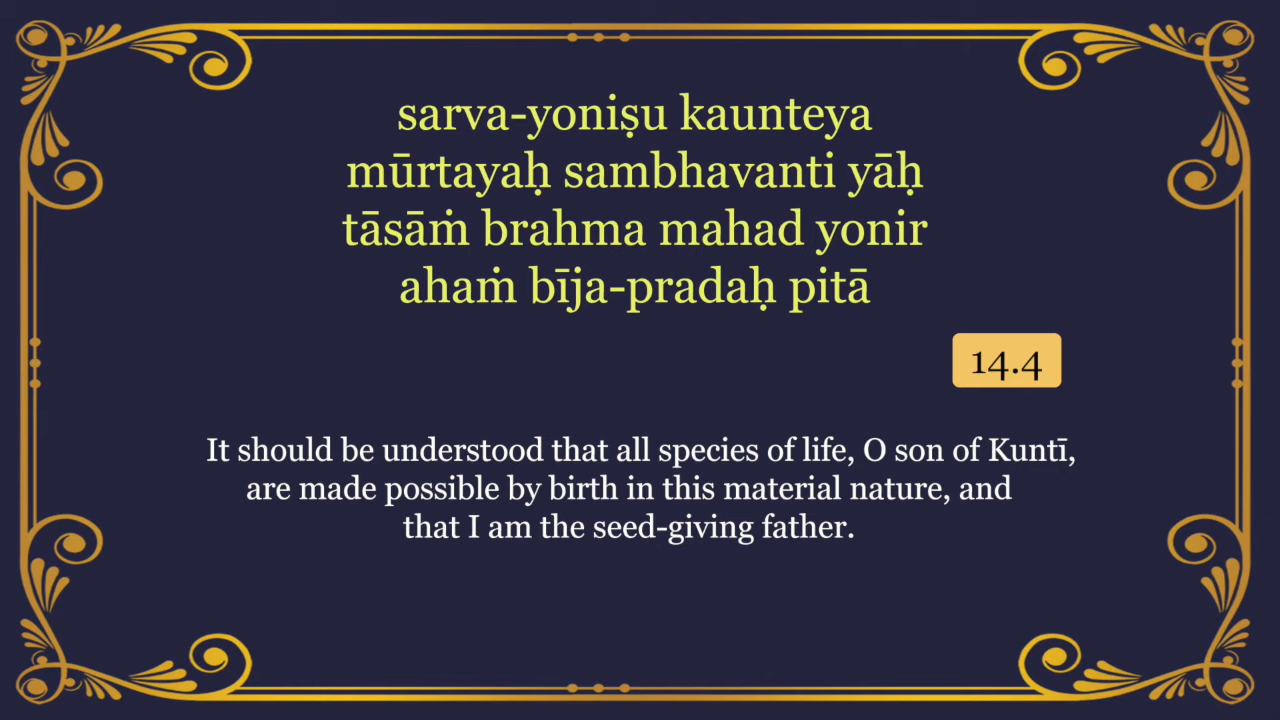 sarva-yoniṣu kaunteya
mūrtayaḥ sambhavanti yāḥ
tāsāṁ brahma mahad yonir
ahaṁ bīja-pradaḥ pitā
14.4
It should be understood that all species of life, O son of Kuntī,
are made possible by birth in this material nature, and
that I am the seed-giving father.